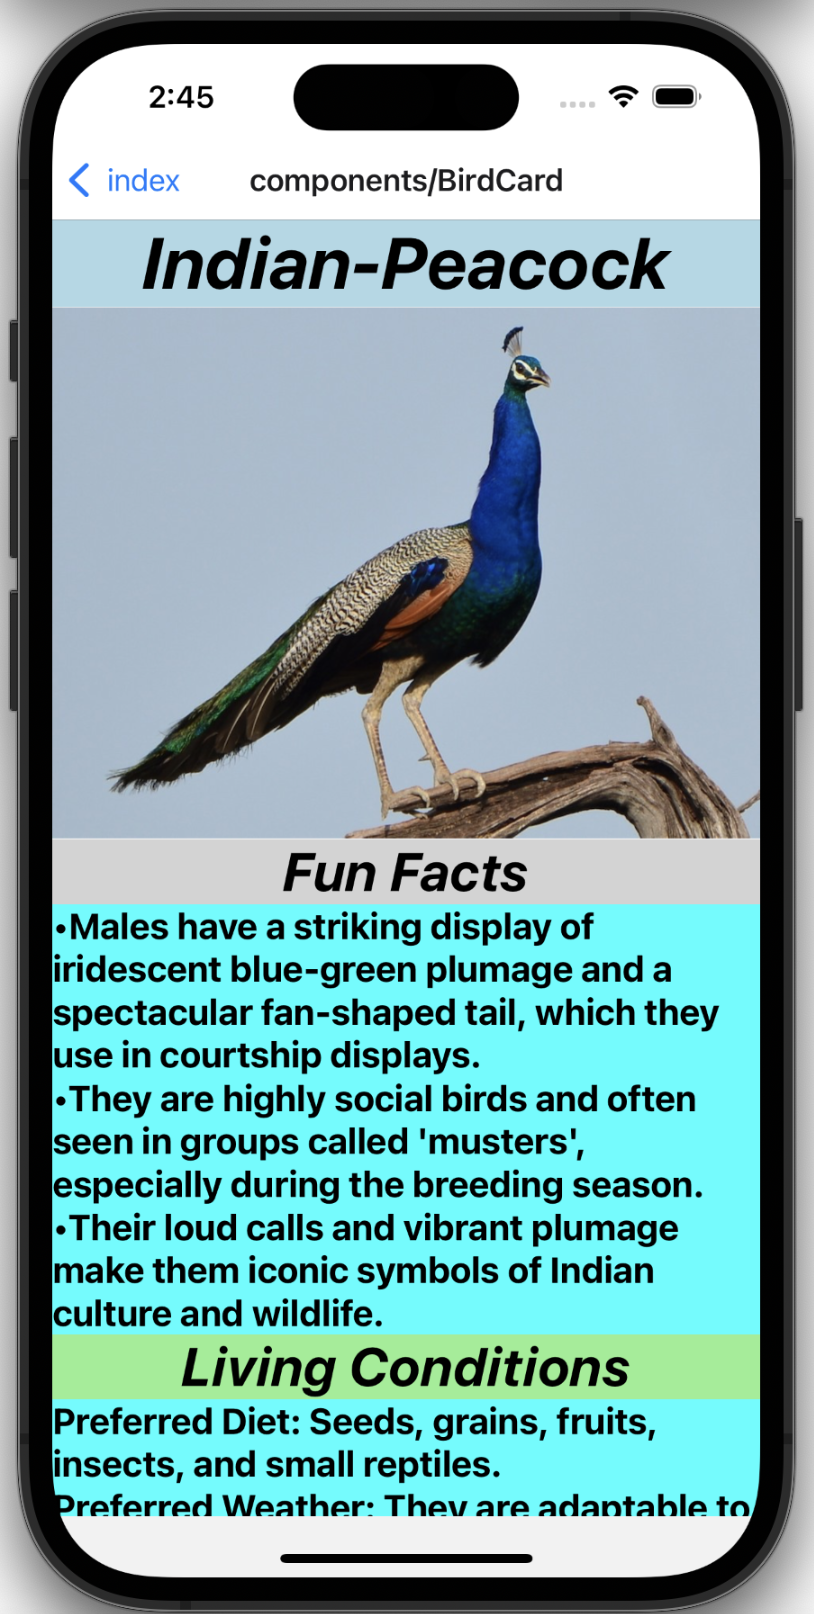 2:45
index
components/BirdCard
Indian-Peacock
Fun Facts
•Males have a striking display of
iridescent blue-green plumage and a
spectacular fan-shaped tail, which they
use in courtship displays.
•They are highly social birds and often
seen in groups called 'musters',
especially during the breeding season.
•Their loud calls and vibrant plumage
make them iconic symbols of Indian
culture and wildlife.
Living Conditions
Preferred Diet: Seeds, grains, fruits,
insects, and small reptiles.
Preferred Weather: They are adaptable to